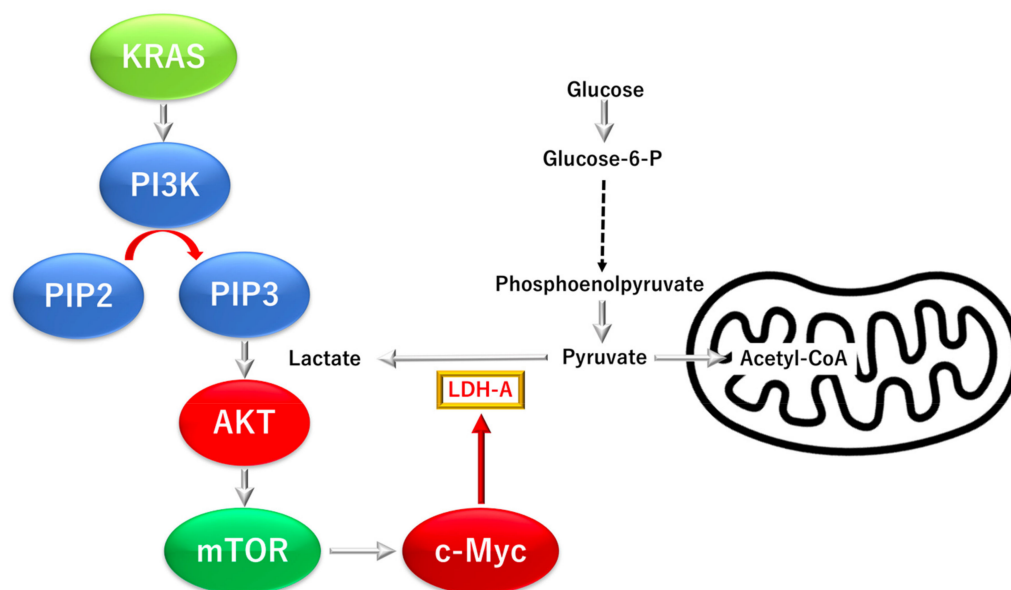 KRAS
Glucose
Glucose-6-P
PI3K
PIP2
PIP3
Phosphoenolpyruvate
Lactate
Pyruvate
Acetyl-CoA
LDH-A
AKT
mTOR
c-Myc